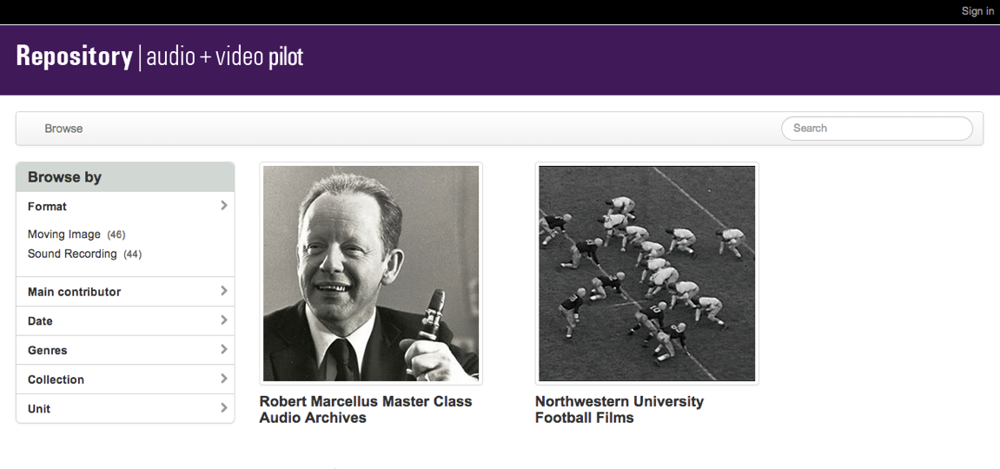 Sign in
Repository | audio + video pilot
Browse
Search
Browse by
Format
Moving Image (46)
Sound Recording (44)
Main contributor
Date
Genres
Collection
Unit
Robert Marcellus Master Class
Audio Archives
Northwestern University
Football Films